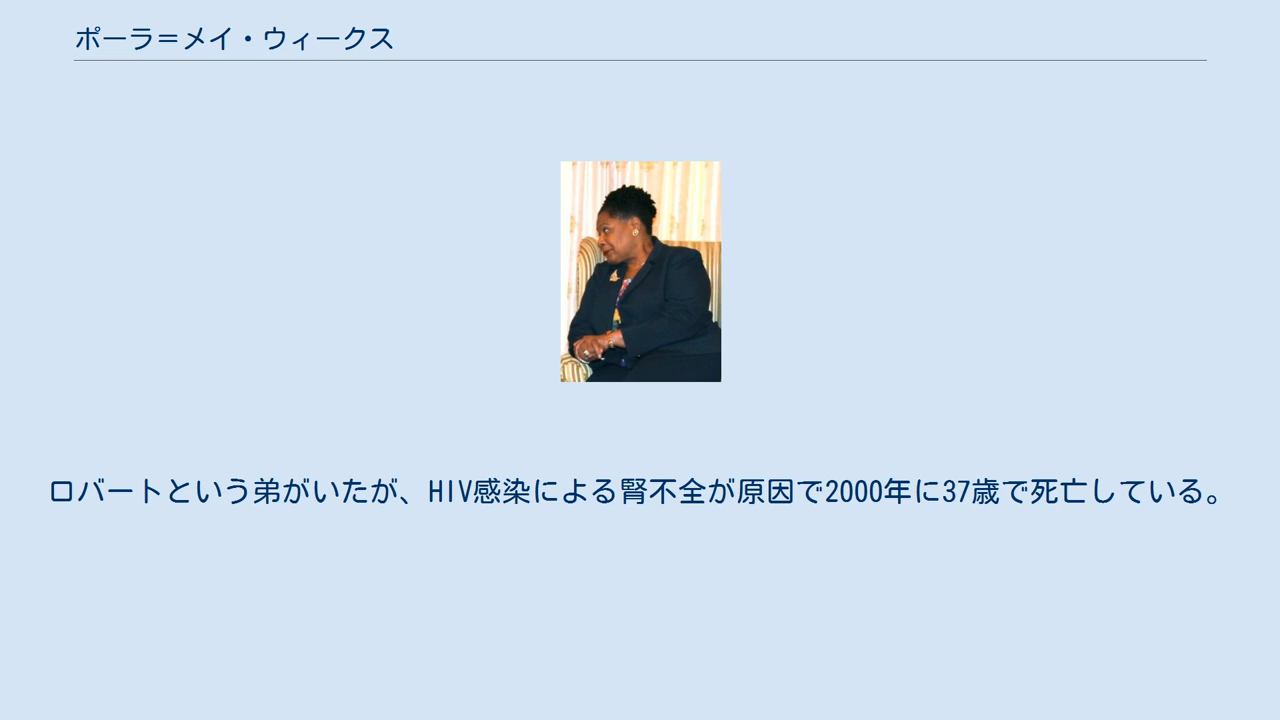 ポーラ＝メイ・ウィークス
ロバートという弟がいたが、HIV感染による腎不全が原因で2000年に37歳で死亡している。